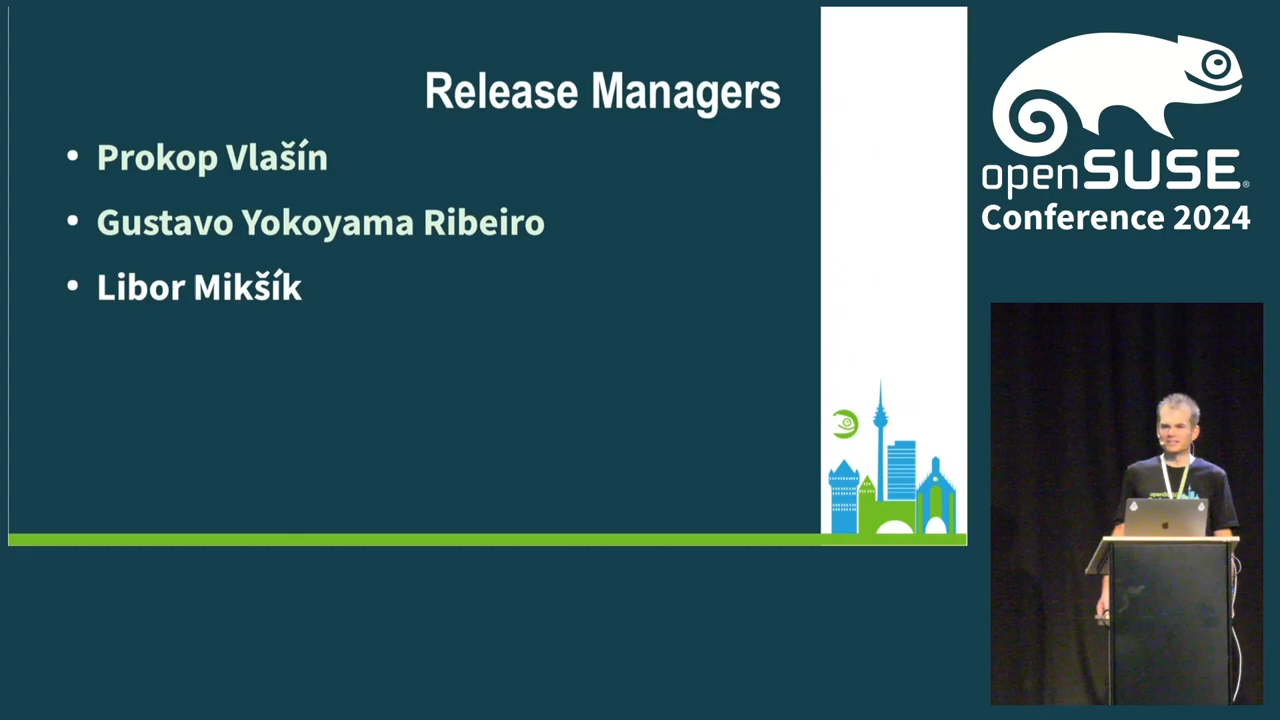 Release Managers
• Prokop Vlašín
• Gustavo Yokoyama Ribeiro
• Libor Mikšík
openSUSE®
Conference 2024